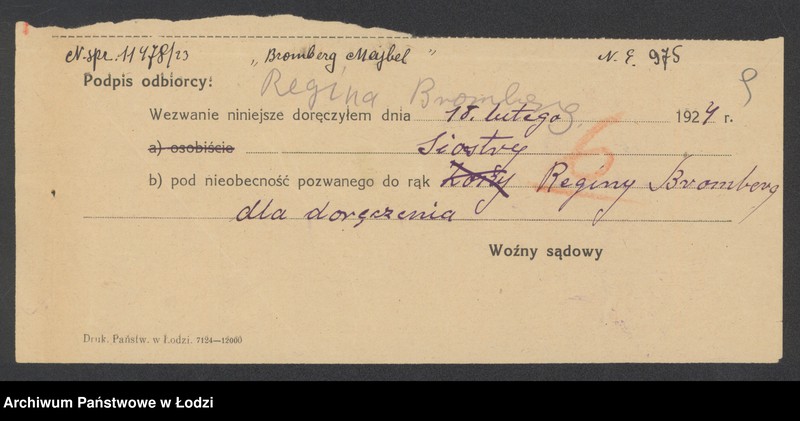 N. spr. 11478/23 „Bromberg Majbel" N. E. 975
Podpis odbiorcy: Regina Bromberg
Wezwanie niniejsze doręczyłem dnia 18. lutego 1924 r.
a) osobiście Siostry
b) pod nieobecność pozwanego do rąk Reginy Bromberg
dla doręczenia
6
Woźny sądowy
Druk. Państw. w Łodzi. 7124—12000
Archiwum Państwowe w Łodzi